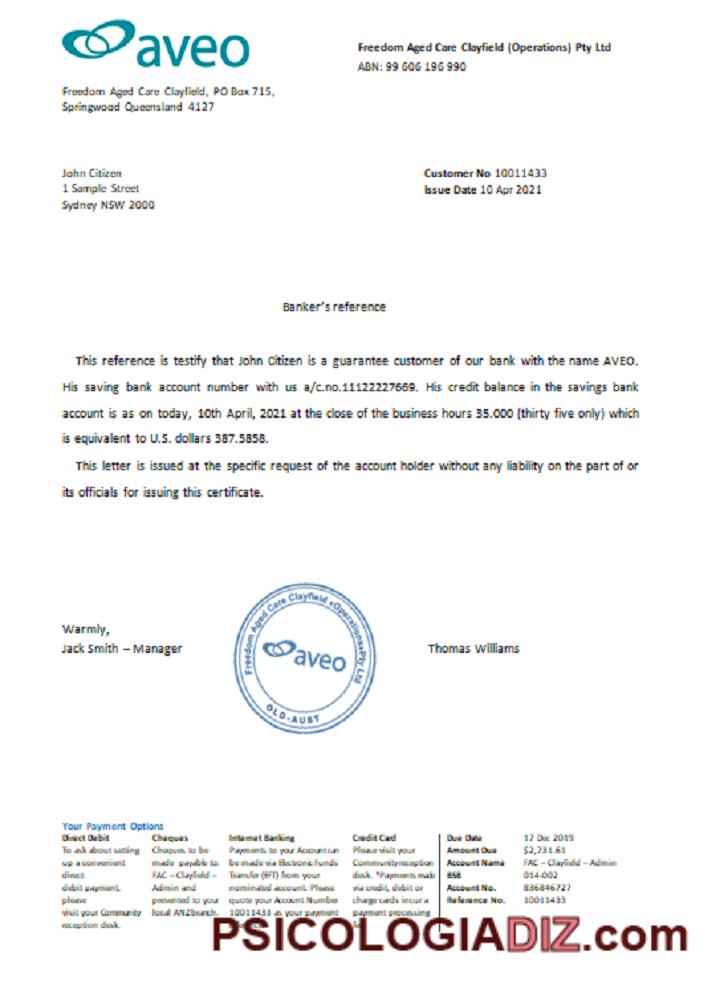 aveo
Freedom Aged Care Clayfield (Operations) Pty Ltd
ABN: 99 606 196 990
Freedom Aged Care Clayfield, PO Box 715,
Springwood Queensland 4127
John Citizen
1 Sample Street
Sydney NSW 2000
Customer No 10011433
Issue Date 10 Apr 2021
Banker's reference
This reference is testify that John Citizen is a guarantee customer of our bank with the name AVEO.
His saving bank account number with us a/c.no.11122227669. His credit balance in the savings bank
account is as on today, 10th April, 2021 at the close of the business hours 35.000 (thirty five only) which
is equivalent to U.S. dollars 387.5858.
This letter is issued at the specific request of the account holder without any liability on the part of or
its officials for issuing this certificate.
Warmly,
Jack Smith – Manager
Freedom Aged Care Clayfield (Operations) Pty Ltd
aveo
QLD-AUST
Thomas Williams
Your Payment Options
Direct Debit
To ask about setting
up a convenient
direct
debit payment,
please
visit your Community
reception desk.
Cheques
Cheques to be
made payable to:
FAC – Clayfield –
Admin and
presented to your
local ANZ branch.
Internet Banking
Payments to your Account can
be made via Electronic Funds
Transfer (EFT) from your
nominated account. Please
quote your Account Number
10011433 as your payment
Credit Card
Please visit your
Community reception
desk. *Payments made
via credit, debit or
charge cards incur a
payment processing
Due Date 17 Dec 2019
Amount Due $2,731.61
Account Name FAC – Clayfield – Admin
BSB 014-002
Account No. 836846727
Reference No. 10011433
PSICOLOGIADIZ.com